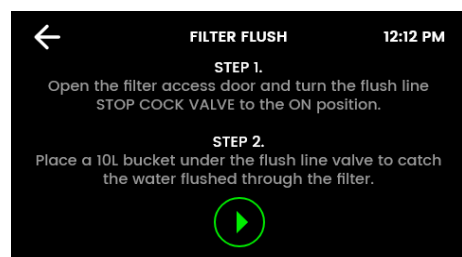 FILTER FLUSH 12:12 PM
STEP 1.
Open the filter access door and turn the flush line
STOP COCK VALVE to the ON position.
STEP 2.
Place a 10L bucket under the flush line valve to catch
the water flushed through the filter.